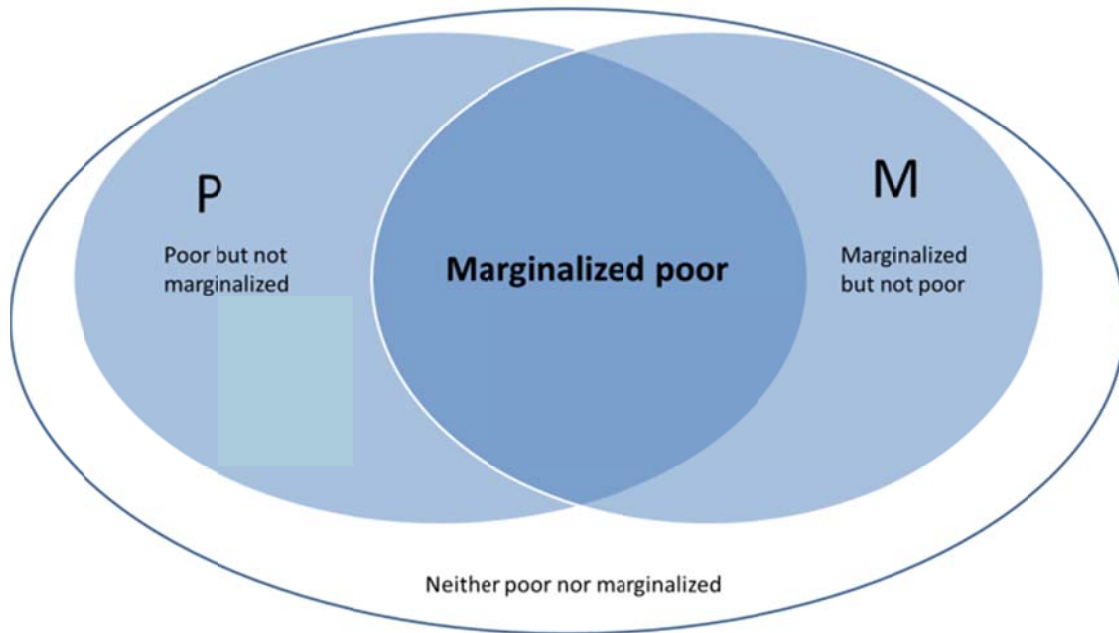 P
Poor but not
marginalized
Marginalized poor
M
Marginalized
but not poor
Neither poor nor marginalized